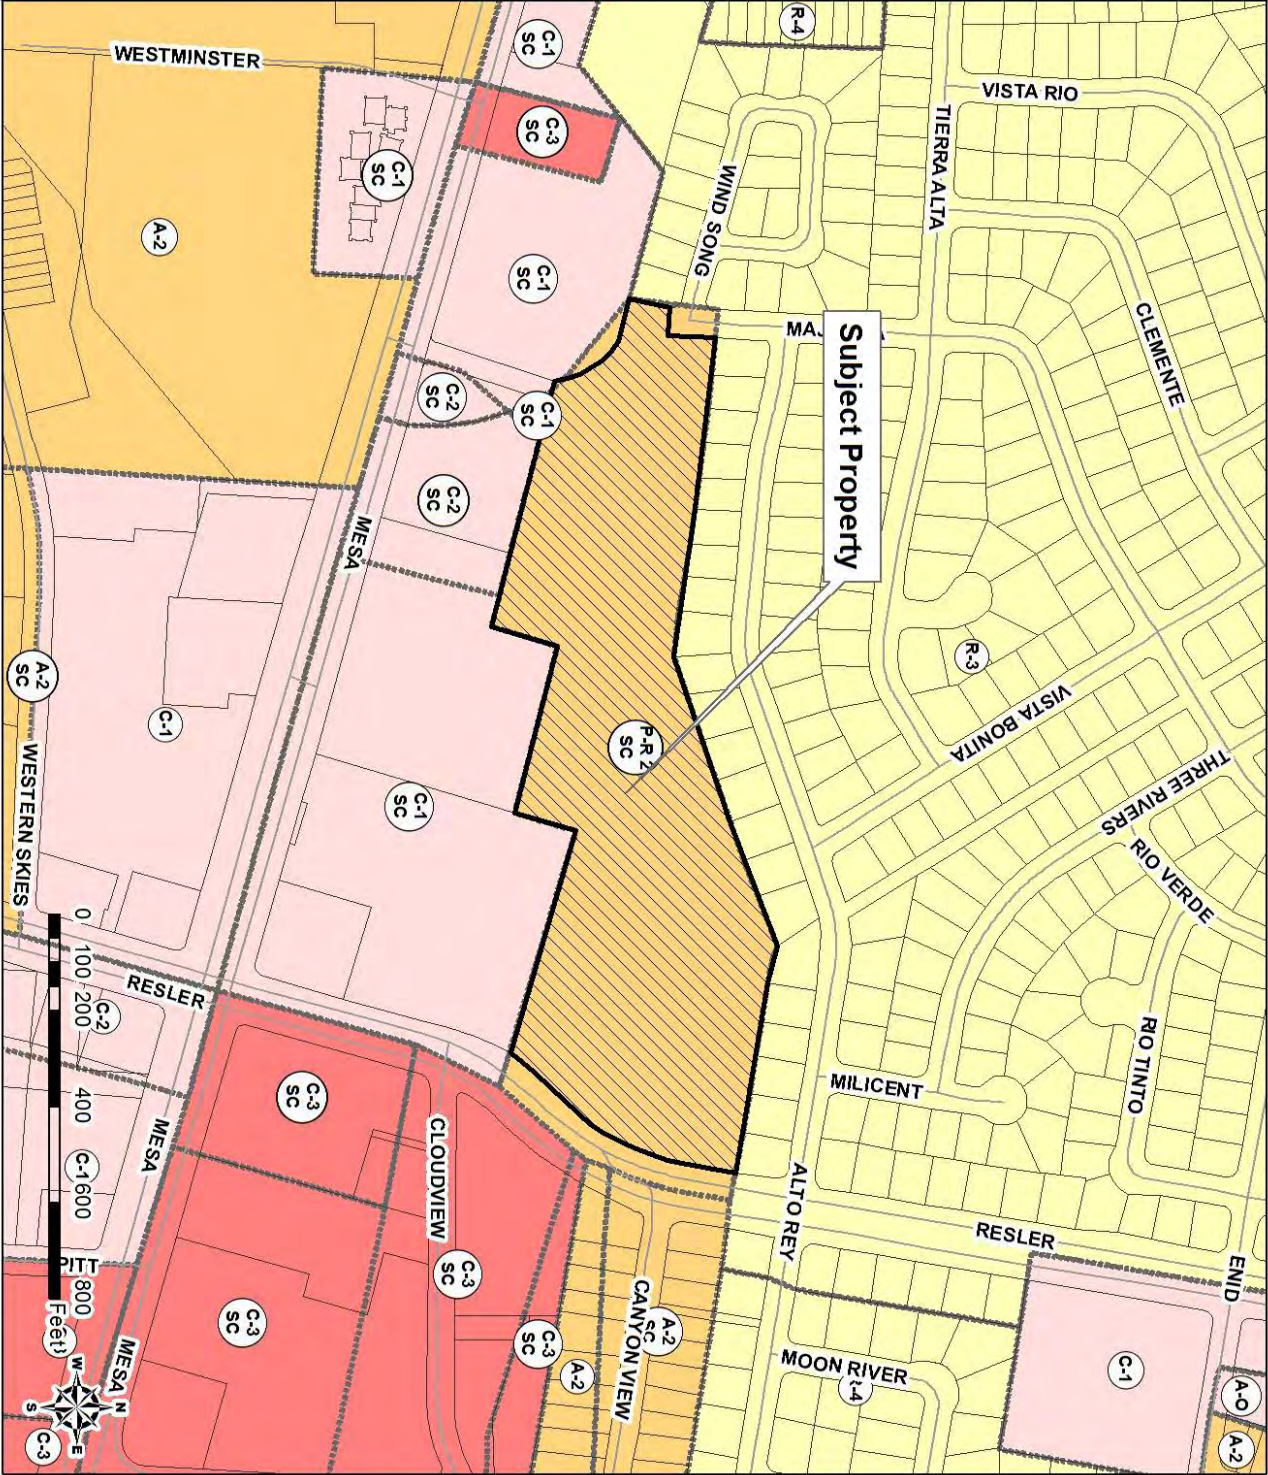 R-4
C-1
SC
WESTMINSTER
VISTA RIO
C-3
SC
TIERRA ALTA
C-1
SC
WIND SONG
A-2
C-1
SC
CLEMENTE
Subject Property
C-2
SC
C-1
SC
C-2
SC
MESA
R-3
A-2
SC
C-1
VISTA BONITA
P-R 2
SC
C-1
SC
THREE RIVERS
WESTERN SKIES
RIO VERDE
RESLER
C-2
RIO TINTO
MILICENT
C-3
SC
MESA
CLOUDVIEW
ALTO REY
RESLER
C-1
PITT
ENID
C-3
SC
C-3
SC
C-3
SC
A-2
CANYON VIEW
A-2
SC
MOON RIVER
C-1
A-O
A-2
MESA
C-3
0 100 200 400 600 800
Feet
W
N
S
E